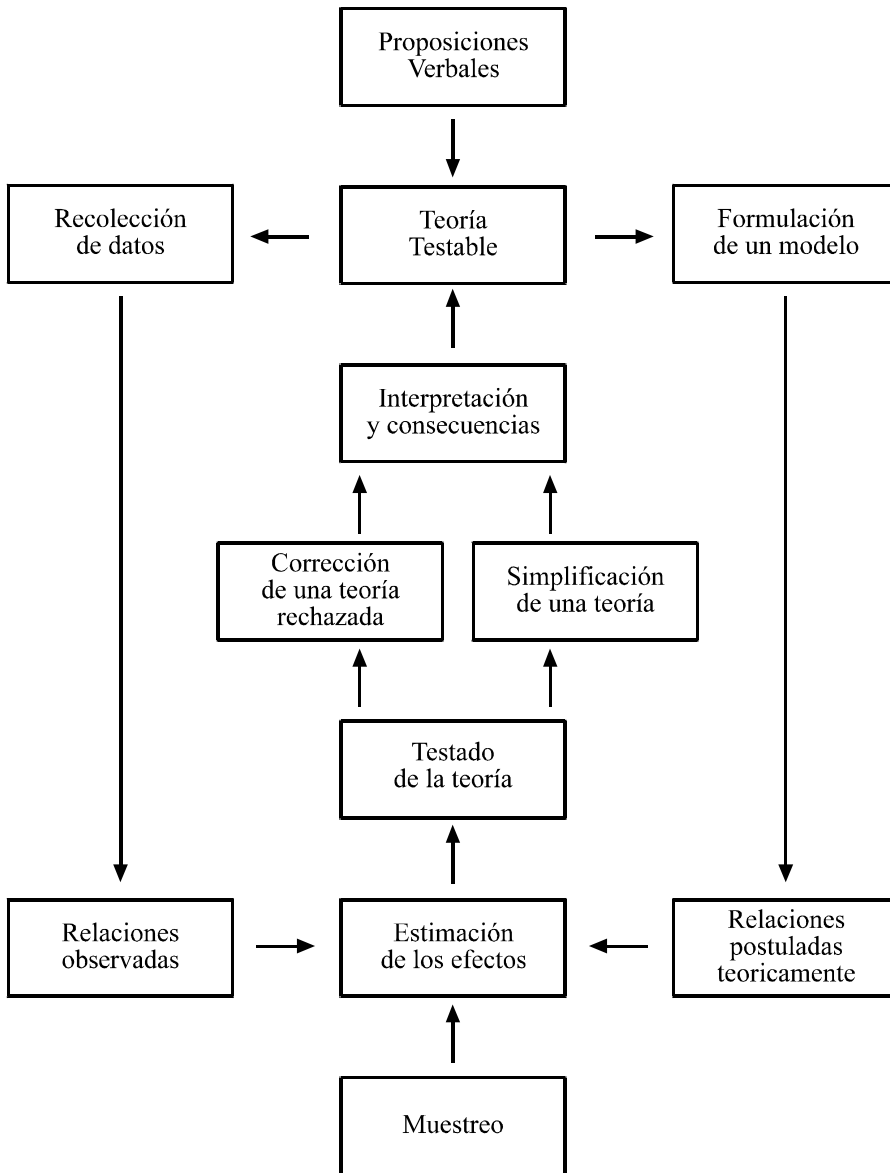 Proposiciones
Verbales
Recolección
de datos
Teoría
Testable
Formulación
de un modelo
Interpretación
y consecuencias
Corrección
de una teoría
rechazada
Simplificación
de una teoría
Testado
de la teoría
Relaciones
observadas
Estimación
de los efectos
Relaciones
postuladas
teoricamente
Muestreo